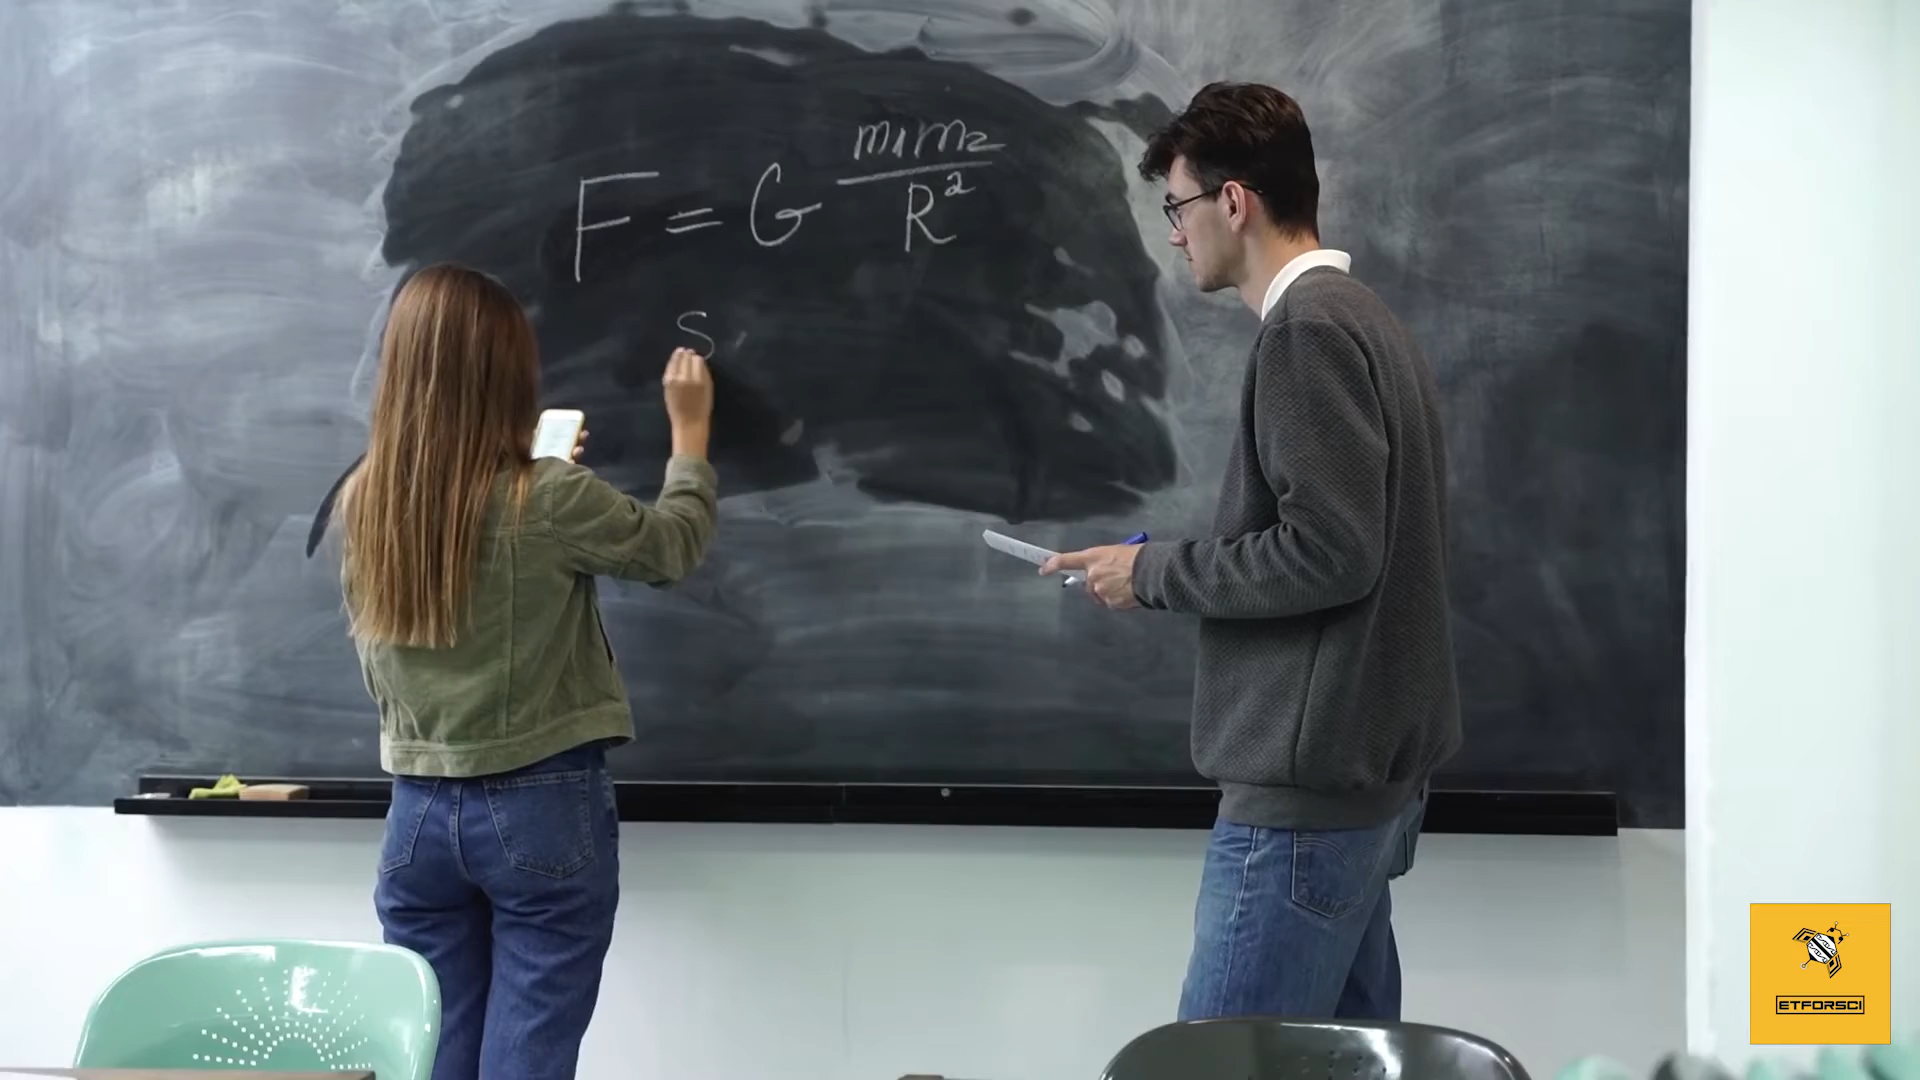 F = G m1m2 / R²
S
ETFORSCI